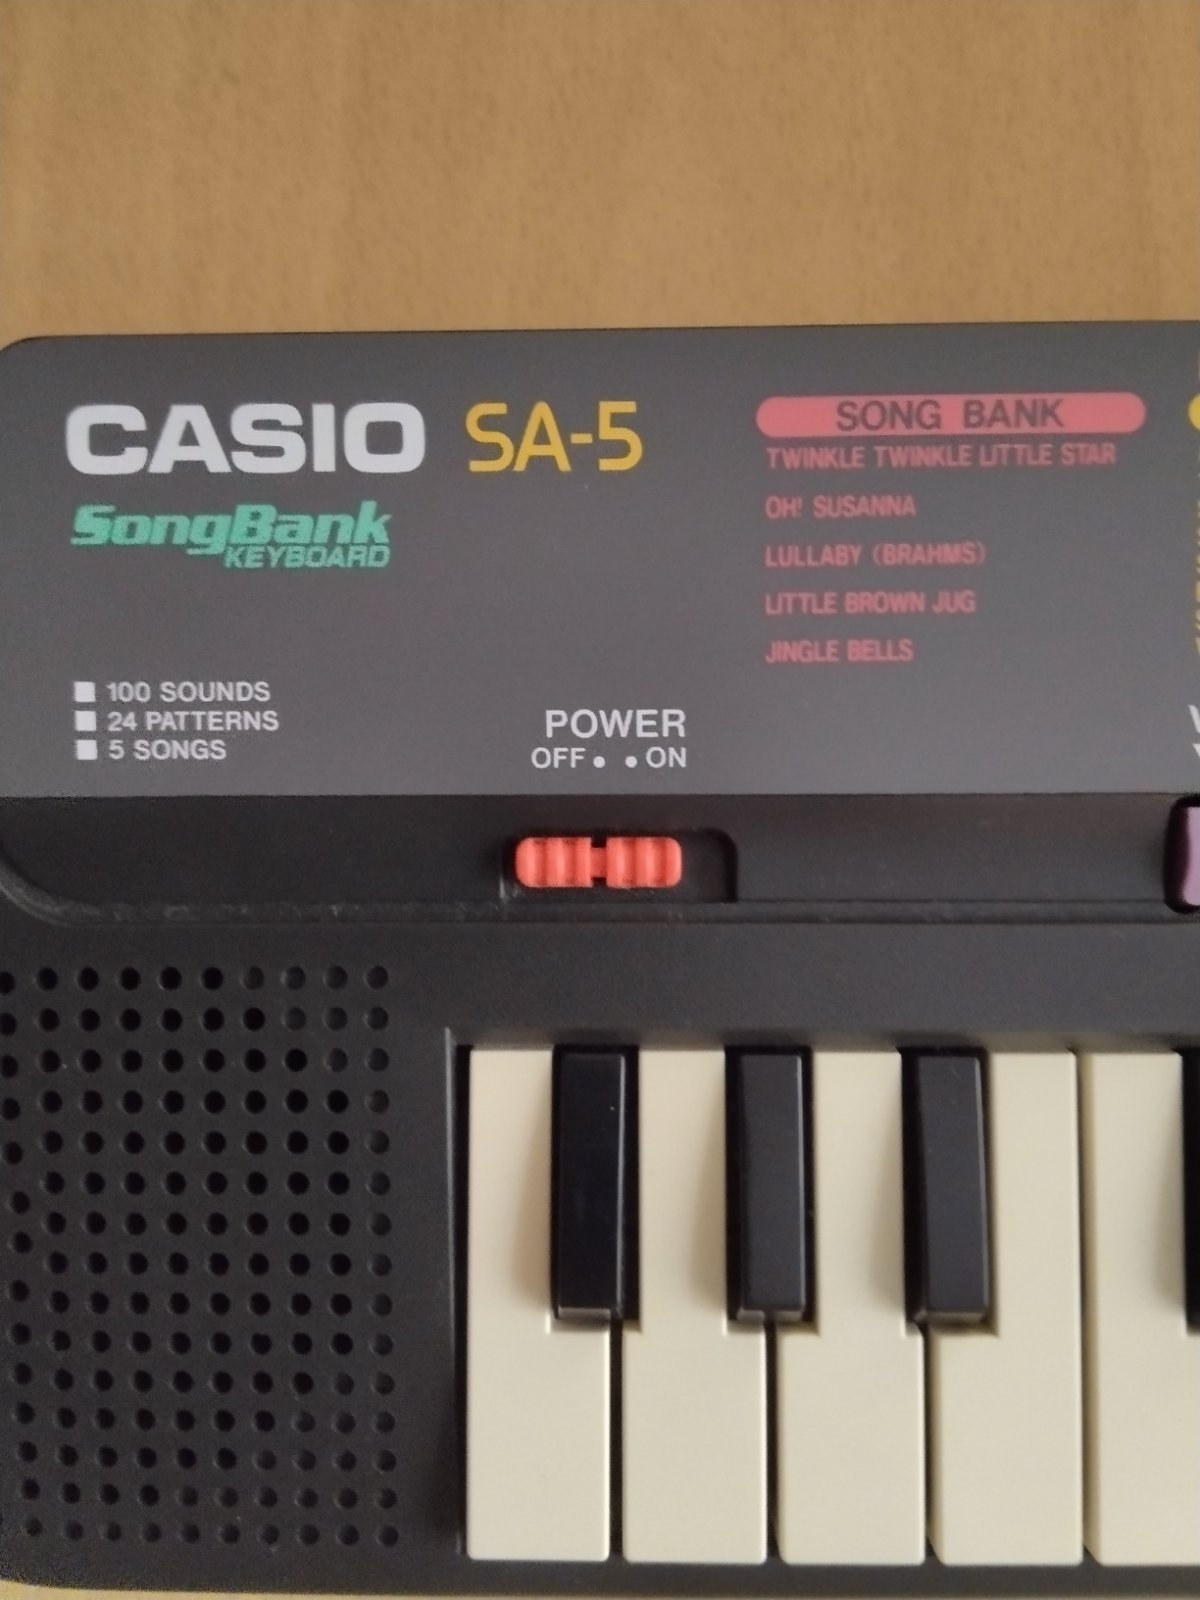 CASIO SA-5
SongBank
KEYBOARD
100 SOUNDS
24 PATTERNS
5 SONGS
POWER
OFF • • ON
SONG BANK
TWINKLE TWINKLE LITTLE STAR
OH! SUSANNA
LULLABY (BRAHMS)
LITTLE BROWN JUG
JINGLE BELLS